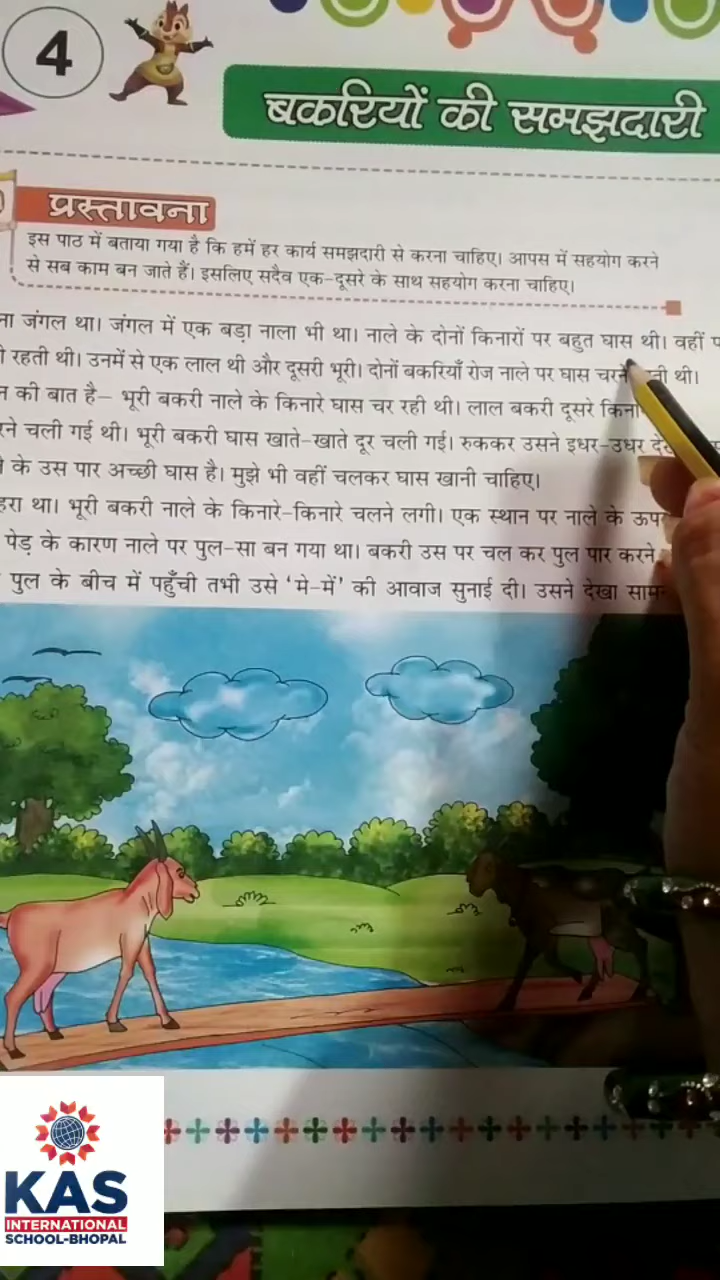 4
बकरियों की समझदारी
प्रस्तावना
इस पाठ में बताया गया है कि हमें हर कार्य समझदारी से करना चाहिए। आपस में सहयोग करने
से सब काम बन जाते हैं। इसलिए सदैव एक-दूसरे के साथ सहयोग करना चाहिए।
जंगल था। जंगल में एक बड़ा नाला भी था। नाले के दोनों किनारों पर बहुत घास थी। वहीं
रहती थी। उनमें से एक लाल थी और दूसरी भूरी। दोनों बकरियाँ रोज नाले पर घास चरने थी।
की बात है– भूरी बकरी नाले के किनारे घास चर रही थी। लाल बकरी दूसरे
चली गई थी। भूरी बकरी घास खाते-खाते दूर चली गई। रुककर उसने इधर-उधर
के उस पार अच्छी घास है। मुझे भी वहीं चलकर घास खानी चाहिए।
था। भूरी बकरी नाले के किनारे-किनारे चलने लगी। एक स्थान पर नाले के
पेड़ के कारण नाले पर पुल-सा बन गया था। बकरी उस पर चल कर पुल पार करने
पुल के बीच में पहुँची तभी उसे ‘मे-में’ की आवाज सुनाई दी। उसने देखा
KAS
INTERNATIONAL
SCHOOL-BHOPAL